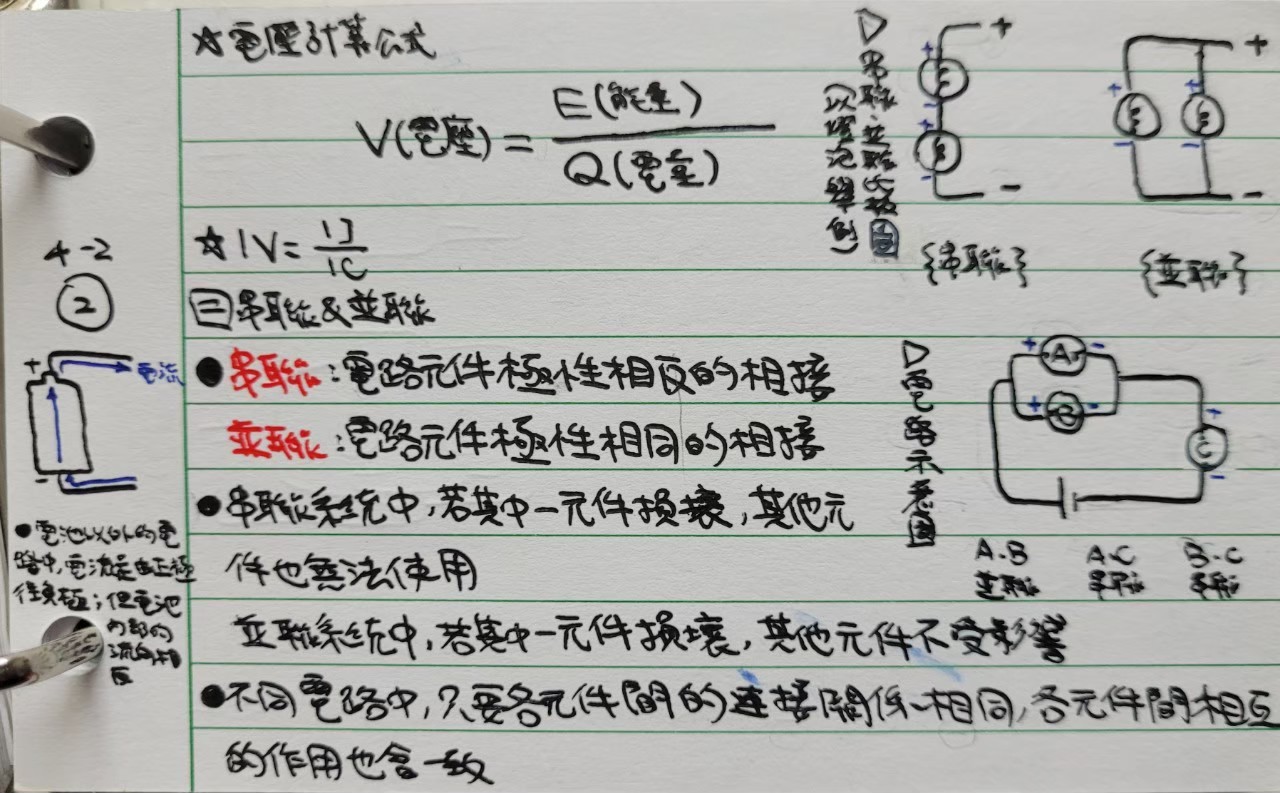 ☆電壓計算公式
V(電壓) = E(能量) / Q(電量)
☆ 1V = 1J / 1C
三 串聯&並聯
●串聯:電路元件極性相反的相接
並聯:電路元件極性相同的相接
●串聯系統中,若其中一元件損壞,其他元
件也無法使用
並聯系統中,若其中一元件損壞,其他元件不受影響
●不同電路中,只要各元件間的連接關係相同,各元件間相互
的作用也會一致
4-2
②
+
電流
-
●電池以外的電
路中,電流是由正極
往負極;但電池
內部的
流向相
反
▷串聯、並聯比較圖
(以燈泡舉例)
+
+
-
+
-
-
{串聯}
+
+ +
- -
-
{並聯}
▷電路示意圖
+ A -
+ B -
+
C
-
A.B A.C B.C
並聯 串聯 串聯